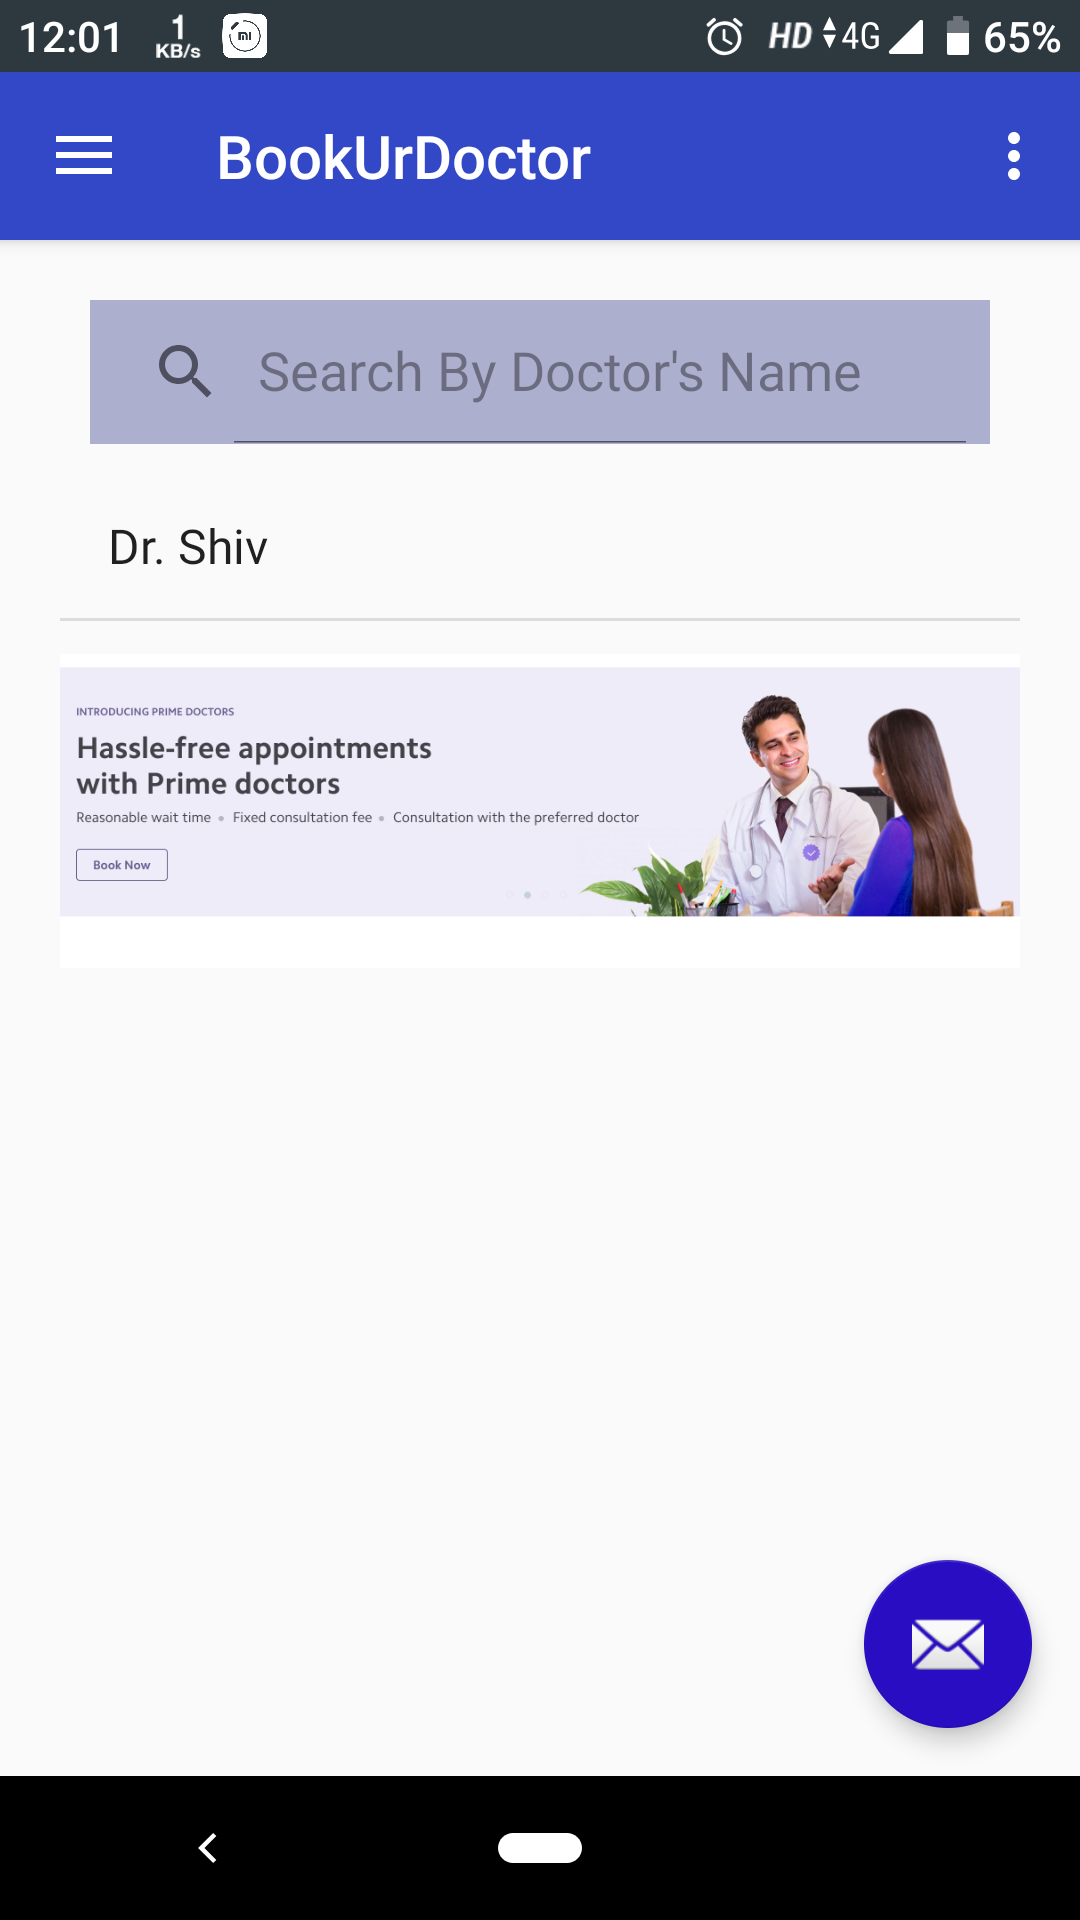 12:01 1 KB/s HD 4G 65%
BookUrDoctor
Search By Doctor's Name
Dr. Shiv
INTRODUCING PRIME DOCTORS
Hassle-free appointments
with Prime doctors
Reasonable wait time • Fixed consultation fee • Consultation with the preferred doctor
Book Now